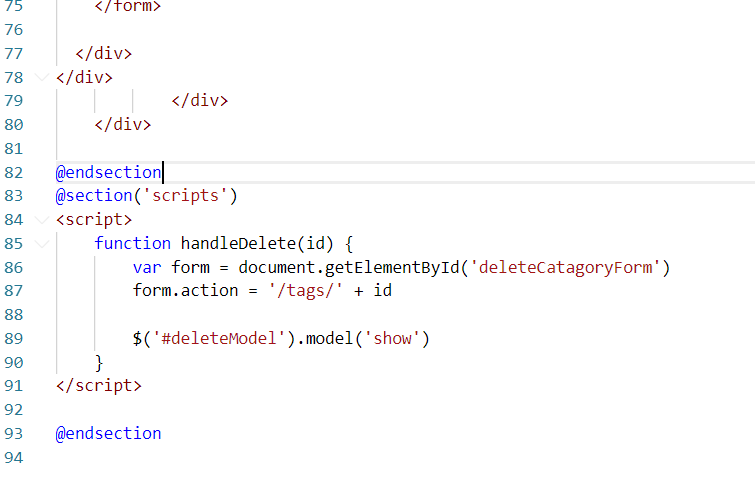 75 </form>
76
77 </div>
78 </div>
79 </div>
80 </div>
81
82 @endsection
83 @section('scripts')
84 <script>
85 function handleDelete(id) {
86 var form = document.getElementById('deleteCatagoryForm')
87 form.action = '/tags/' + id
88
89 $('#deleteModel').model('show')
90 }
91 </script>
92
93 @endsection
94